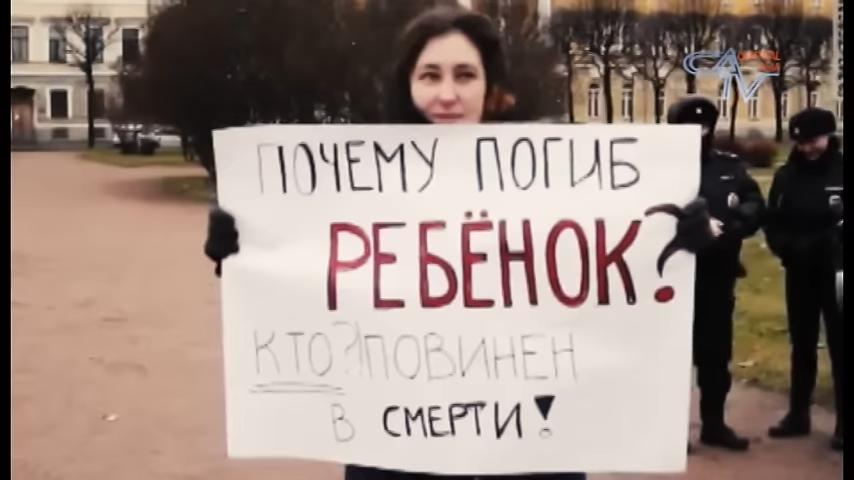 ПОЧЕМУ ПОГИБ
РЕБЁНОК?
КТО?! ПОВИНЕН
В СМЕРТИ!